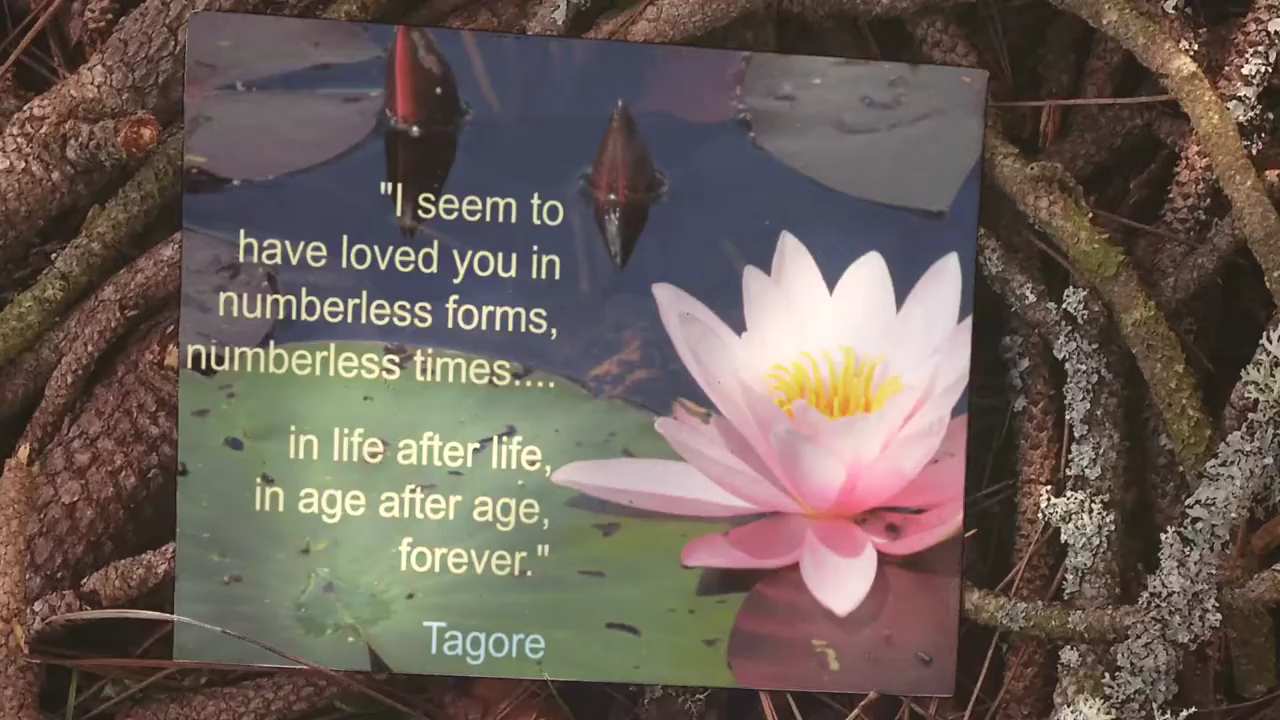 "I seem to
have loved you in
numberless forms,
numberless times....
in life after life,
in age after age,
forever."
Tagore